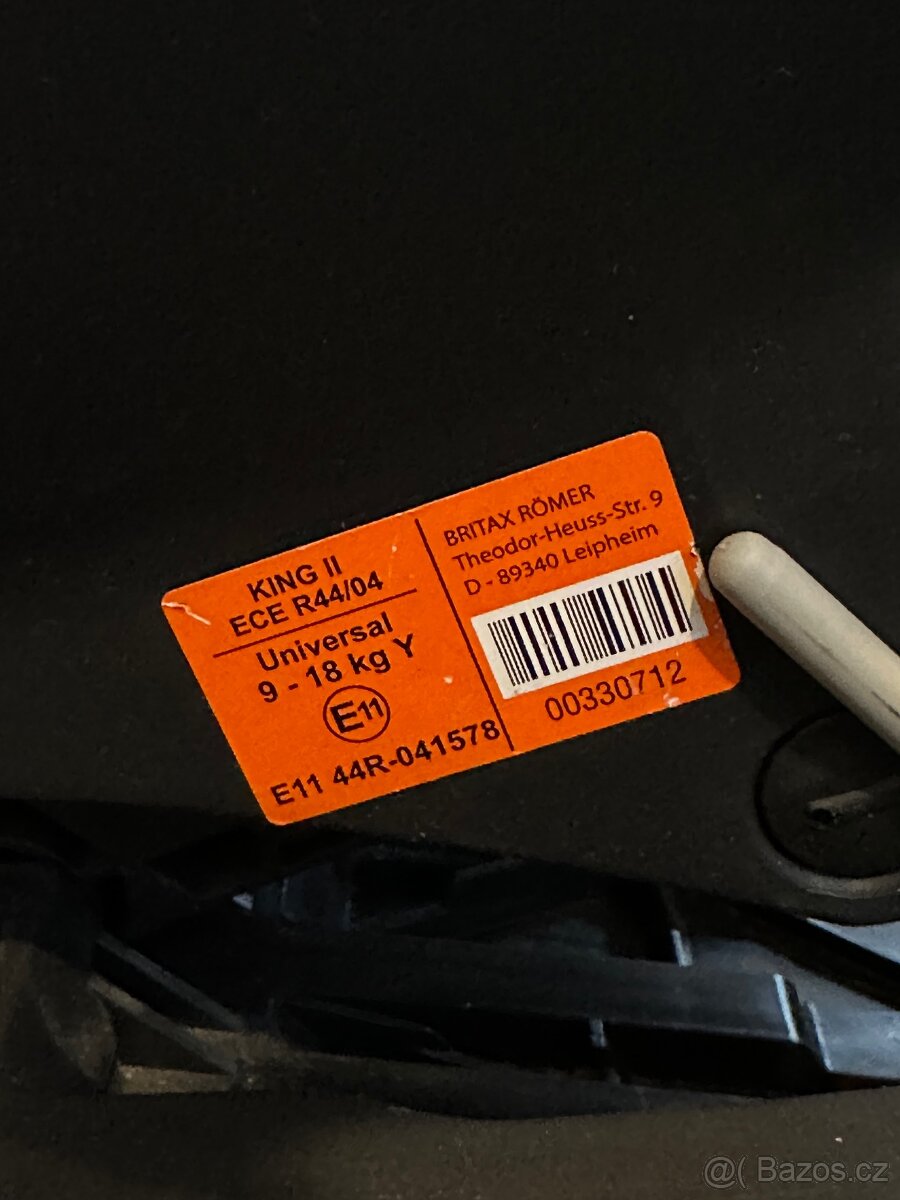 KING II
ECE R44/04
Universal
9 - 18 kg Y
E11
E11 44R-041578
BRITAX RÖMER
Theodor-Heuss-Str. 9
D - 89340 Leipheim
00330712
@( Bazos.cz